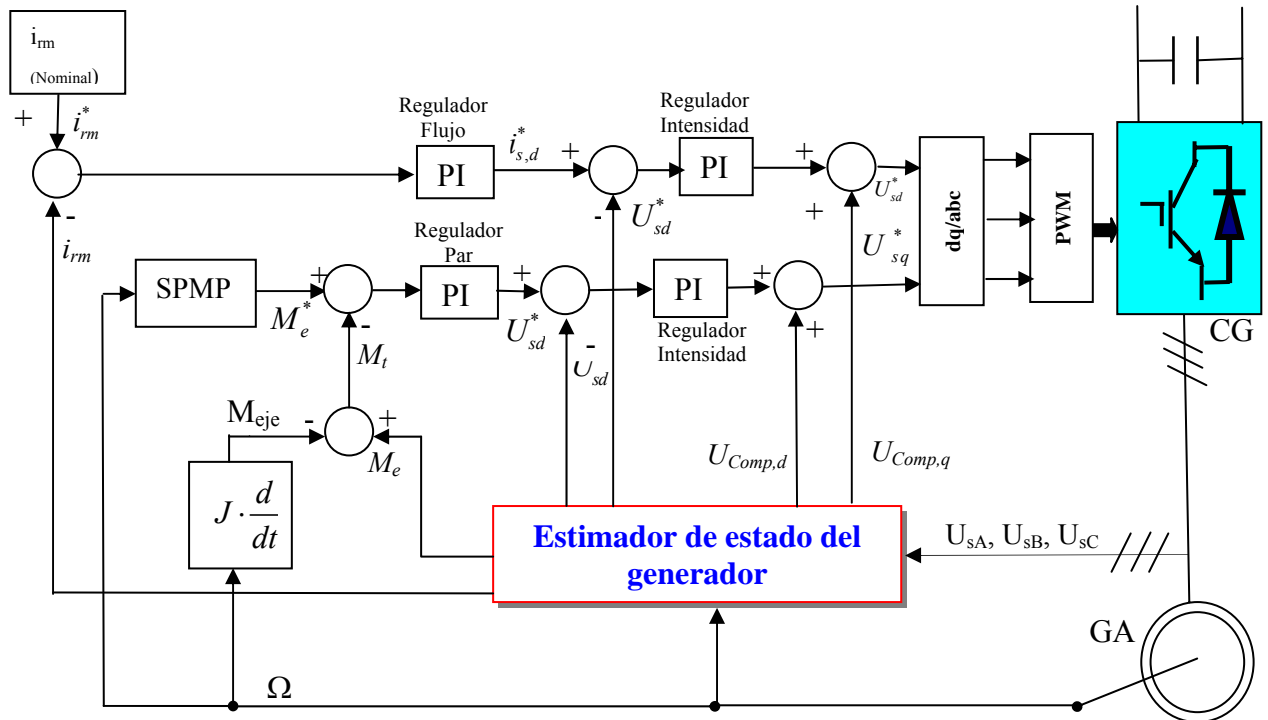 i_rm
(Nominal)
+
i*_rm
-
i_rm
Regulador
Flujo
PI
i*_s,d
+
-
U*_sd
Regulador
Intensidad
PI
+
+
U*_sd
U*_sq
dq/abc
PWM
CG
SPMP
+
M*_e
-
M_t
Regulador
Par
PI
+
U*_sd
-
U_sd
PI
Regulador
Intensidad
+
+
M_eje
-
+
M_e
J · d/dt
U_Comp,d
U_Comp,q
Estimador de estado del
generador
U_sA, U_sB, U_sC
GA
Ω